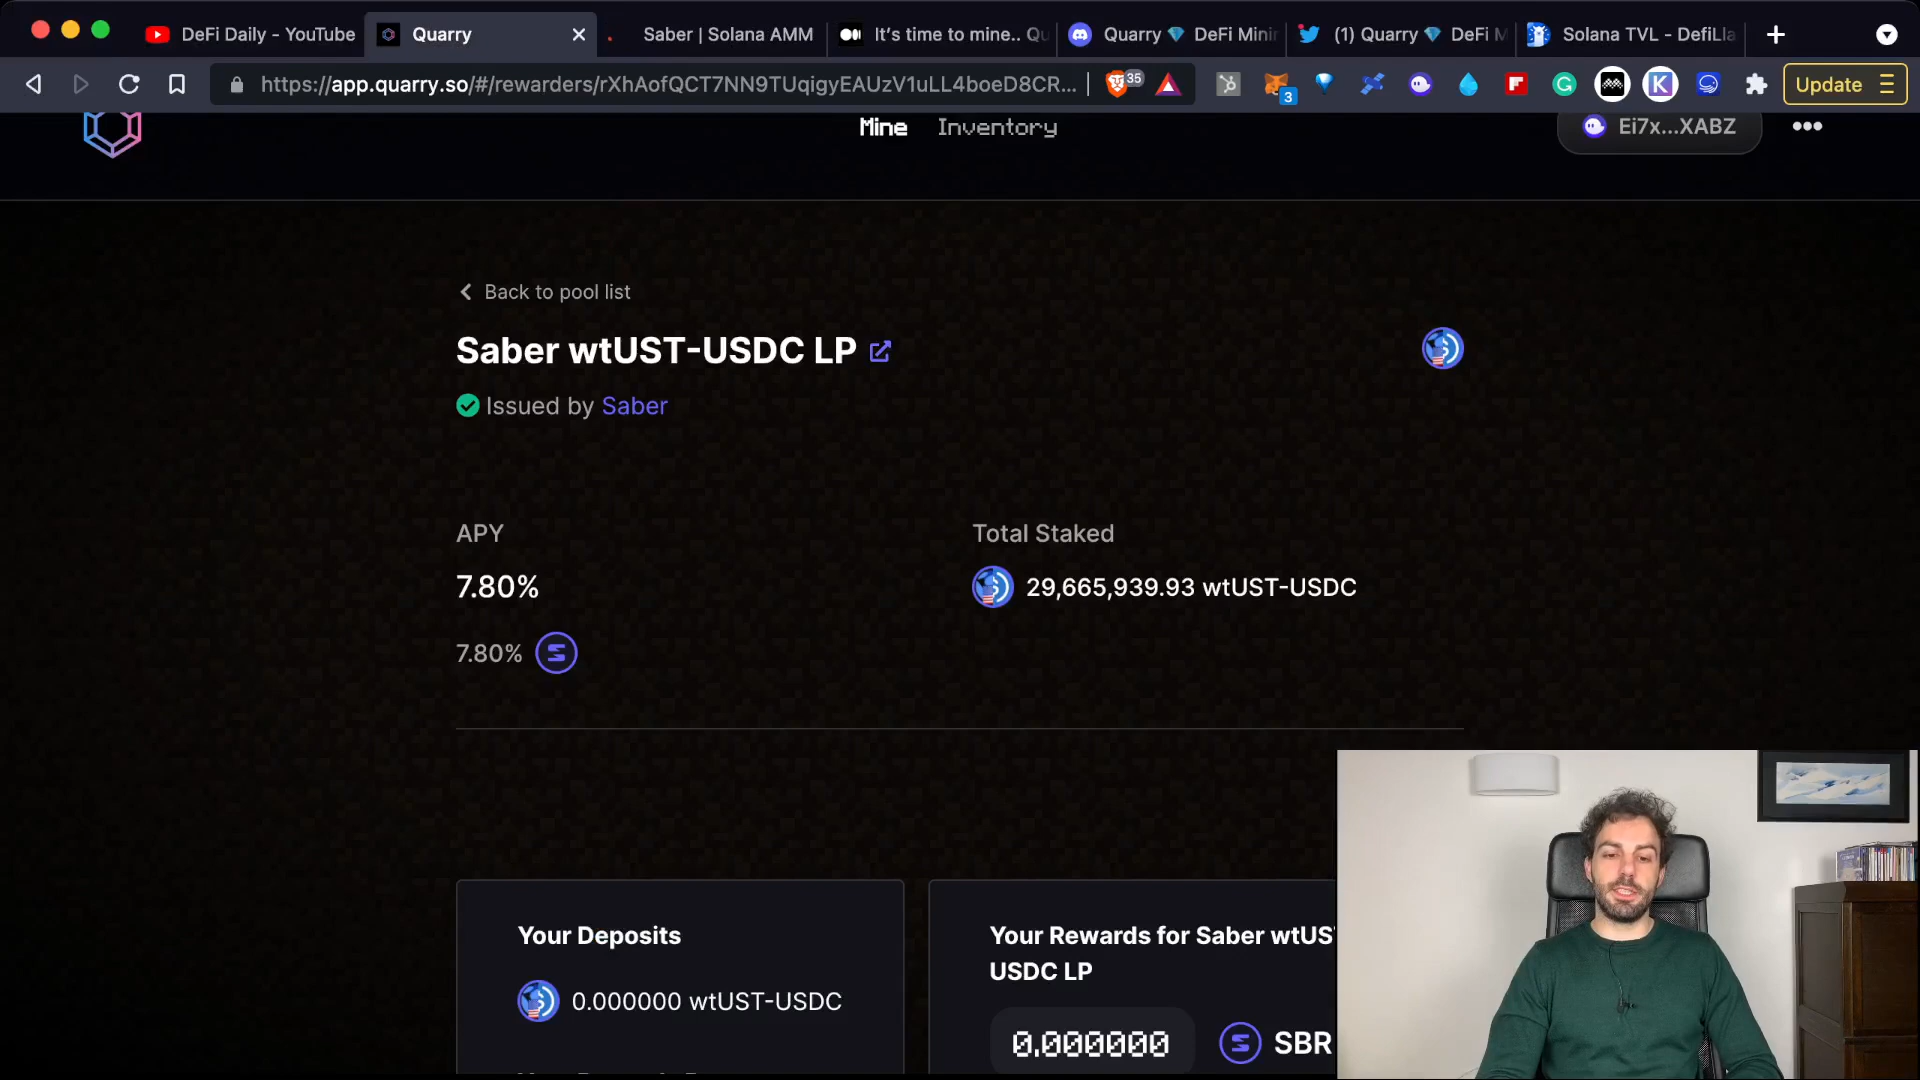 DeFi Daily - YouTube
Quarry
Saber | Solana AMM
It's time to mine.. Qu
Quarry 💎 DeFi Mini
(1) Quarry 💎 DeFi M
Solana TVL - DefiLla
https://app.quarry.so/#/rewarders/rXhAofQCT7NN9TUqigyEAUzV1uLL4boeD8CR...
35
3
K
Update
Mine
Inventory
Ei7x...XABZ
Back to pool list
Saber wtUST-USDC LP
Issued by Saber
APY
Total Staked
7.80%
29,665,939.93 wtUST-USDC
7.80%
Your Deposits
0.000000 wtUST-USDC
Your Rewards for Saber wtUS
USDC LP
0.000000
SBR